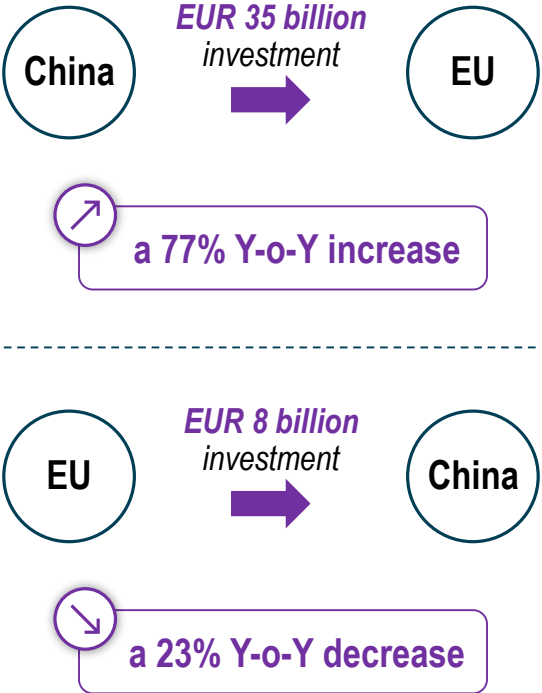 EUR 35 billion
China investment EU
a 77% Y-o-Y increase
EUR 8 billion
EU investment China
a 23% Y-o-Y decrease